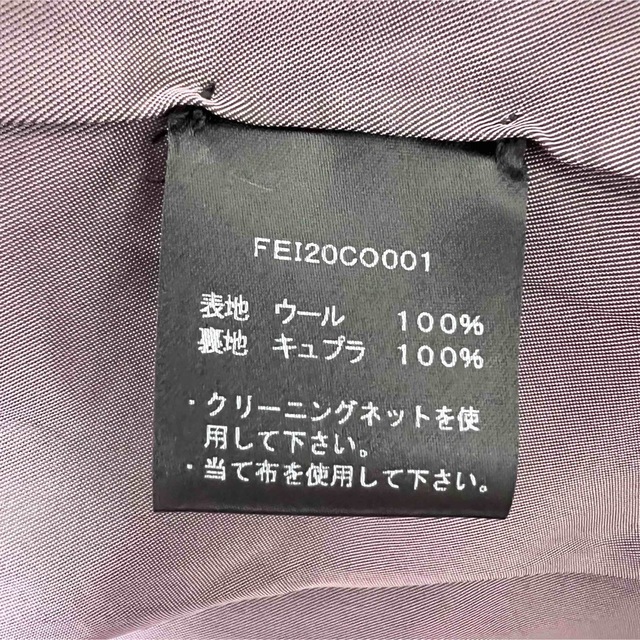 FEI20CO001
表地 ウール 100%
裏地 キュプラ 100%
・クリーニングネットを使
用して下さい。
・当て布を使用して下さい。